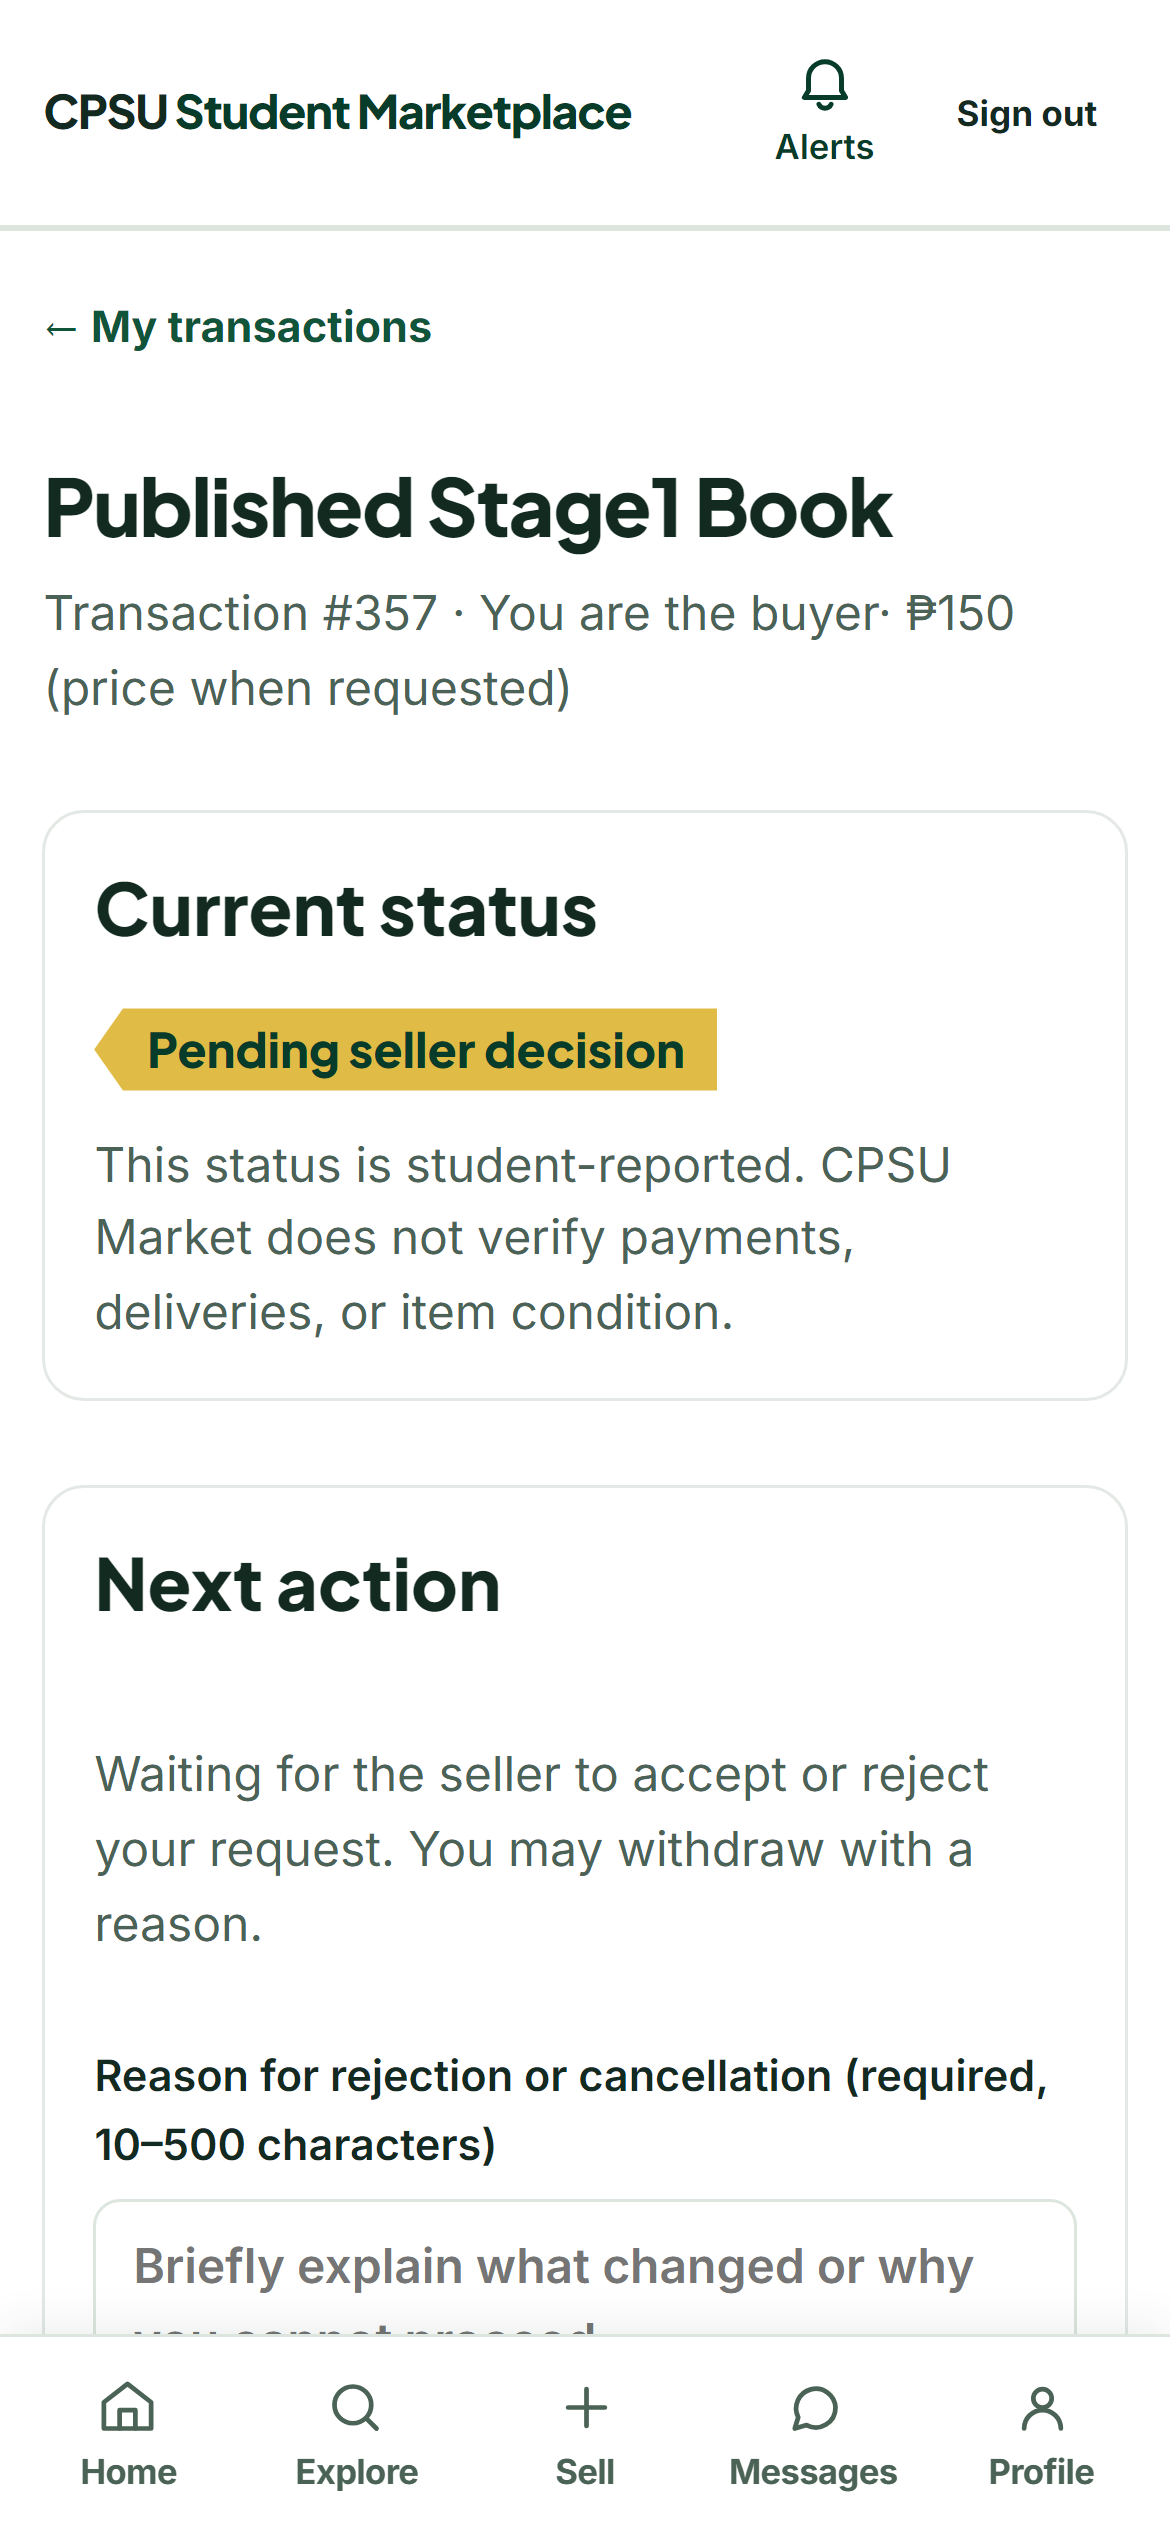 CPSU Student Marketplace
Alerts
Sign out
← My transactions
Published Stage1 Book
Transaction #357 · You are the buyer· ₱150
(price when requested)
Current status
Pending seller decision
This status is student-reported. CPSU
Market does not verify payments,
deliveries, or item condition.
Next action
Waiting for the seller to accept or reject
your request. You may withdraw with a
reason.
Reason for rejection or cancellation (required,
10–500 characters)
Briefly explain what changed or why
you cannot proceed
Home
Explore
Sell
Messages
Profile